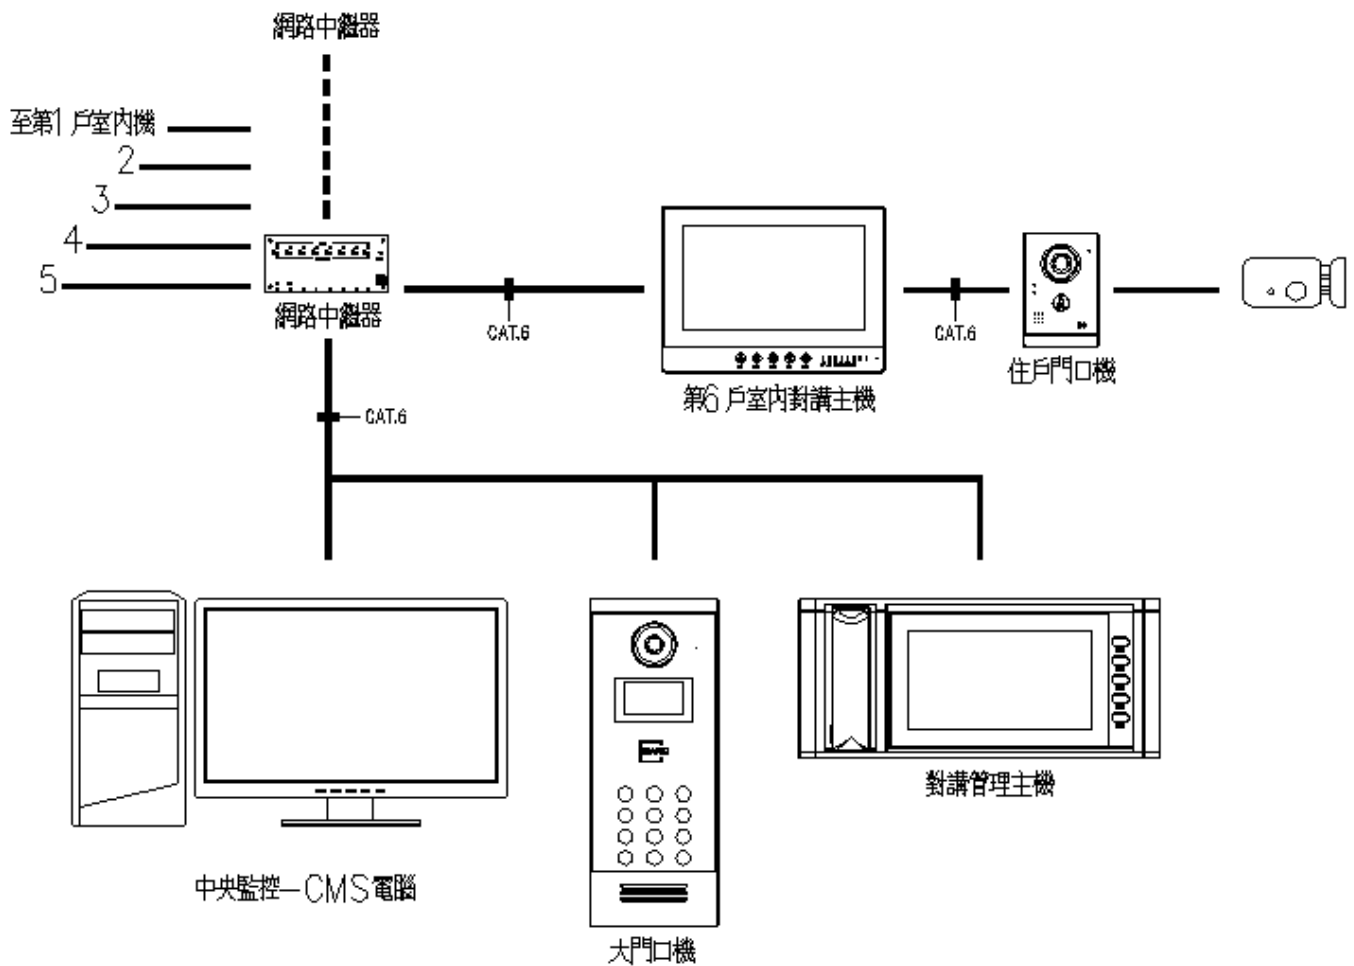 網路中繼器
至第1戶室內機
2
3
4
5
網路中繼器
CAT.6
CAT.6
住戶門口機
第6戶室內對講主機
CAT.6
對講管理主機
中央監控–CMS電腦
大門口機